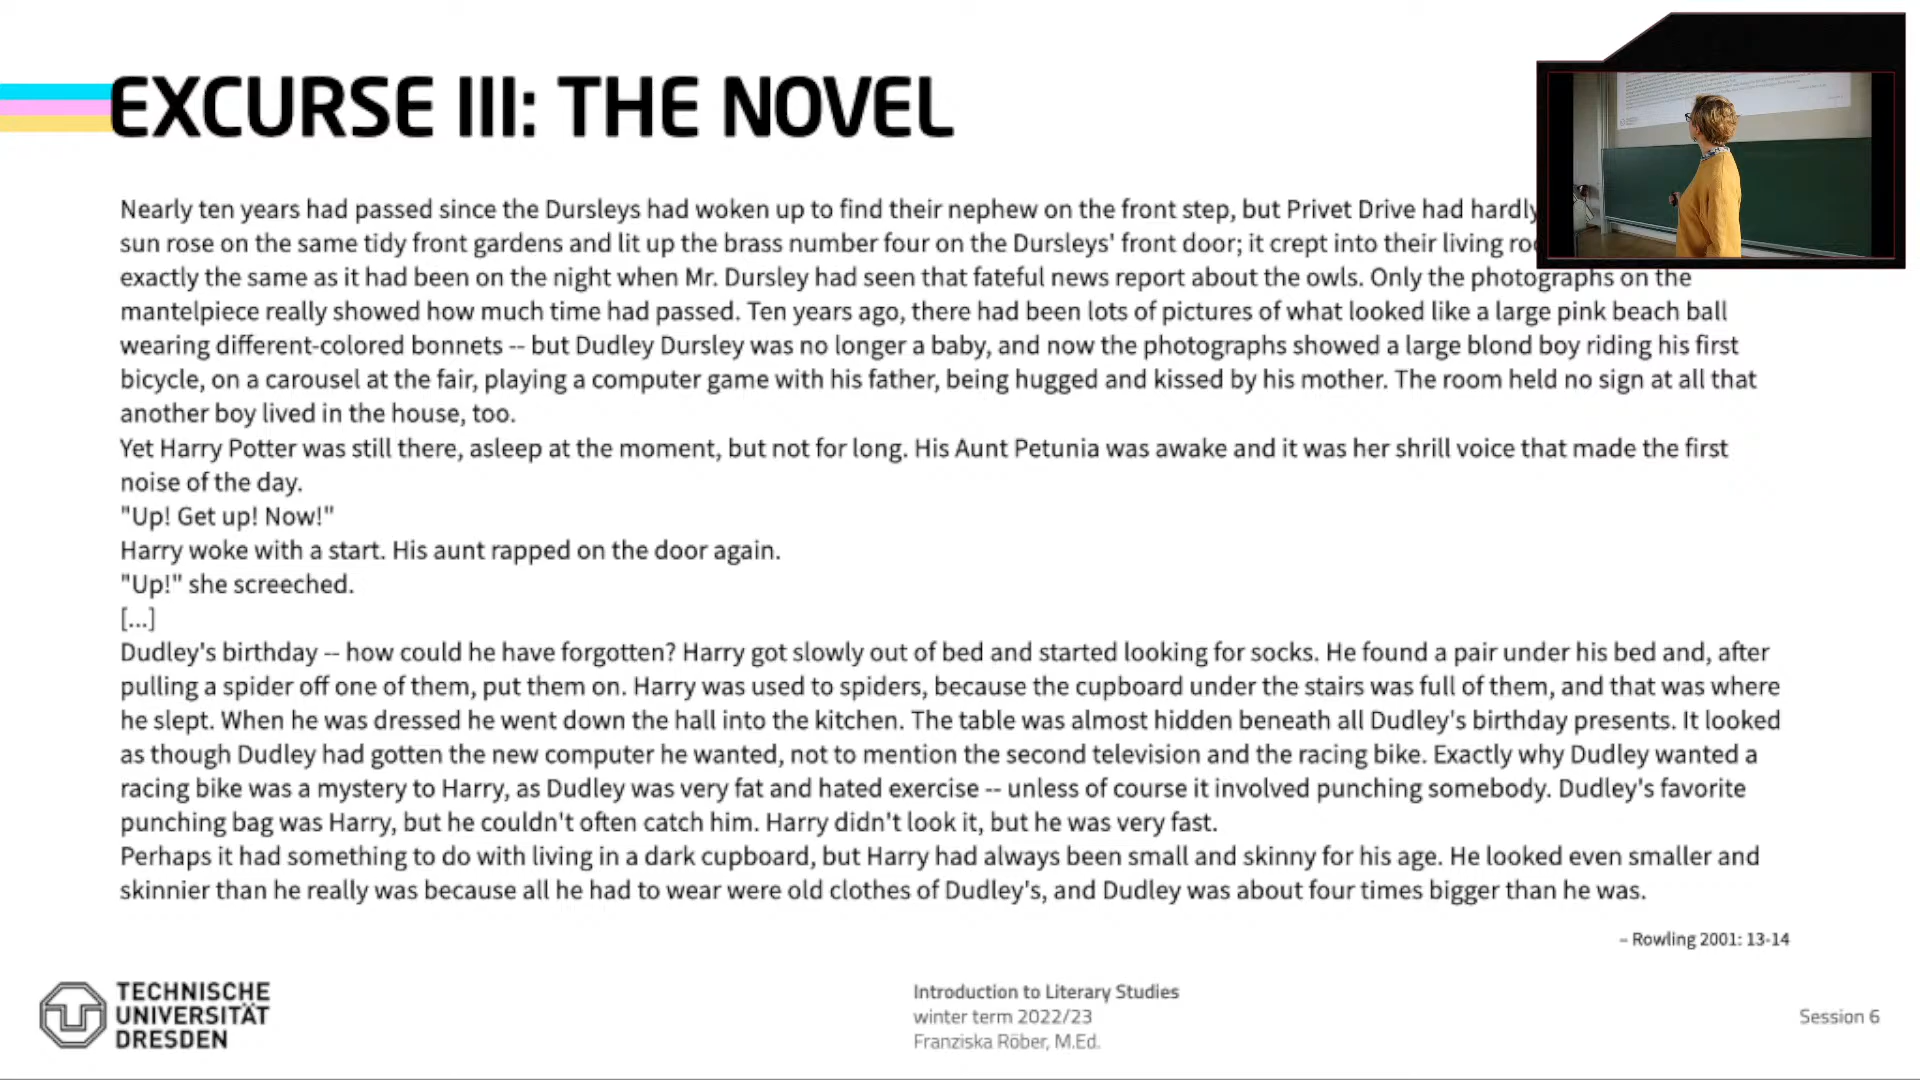 EXCURSE III: THE NOVEL
Nearly ten years had passed since the Dursleys had woken up to find their nephew on the front step, but Privet Drive had hardly
sun rose on the same tidy front gardens and lit up the brass number four on the Dursleys' front door; it crept into their living
exactly the same as it had been on the night when Mr. Dursley had seen that fateful news report about the owls. Only the photographs on the
mantelpiece really showed how much time had passed. Ten years ago, there had been lots of pictures of what looked like a large pink beach ball
wearing different-colored bonnets -- but Dudley Dursley was no longer a baby, and now the photographs showed a large blond boy riding his first
bicycle, on a carousel at the fair, playing a computer game with his father, being hugged and kissed by his mother. The room held no sign at all that
another boy lived in the house, too.
Yet Harry Potter was still there, asleep at the moment, but not for long. His Aunt Petunia was awake and it was her shrill voice that made the first
noise of the day.
"Up! Get up! Now!"
Harry woke with a start. His aunt rapped on the door again.
"Up!" she screeched.
[...]
Dudley's birthday -- how could he have forgotten? Harry got slowly out of bed and started looking for socks. He found a pair under his bed and, after
pulling a spider off one of them, put them on. Harry was used to spiders, because the cupboard under the stairs was full of them, and that was where
he slept. When he was dressed he went down the hall into the kitchen. The table was almost hidden beneath all Dudley's birthday presents. It looked
as though Dudley had gotten the new computer he wanted, not to mention the second television and the racing bike. Exactly why Dudley wanted a
racing bike was a mystery to Harry, as Dudley was very fat and hated exercise -- unless of course it involved punching somebody. Dudley's favorite
punching bag was Harry, but he couldn't often catch him. Harry didn't look it, but he was very fast.
Perhaps it had something to do with living in a dark cupboard, but Harry had always been small and skinny for his age. He looked even smaller and
skinnier than he really was because all he had to wear were old clothes of Dudley's, and Dudley was about four times bigger than he was.
– Rowling 2001: 13-14
TECHNISCHE
UNIVERSITÄT
DRESDEN
Introduction to Literary Studies
winter term 2022/23
Franziska Röber, M.Ed.
Session 6